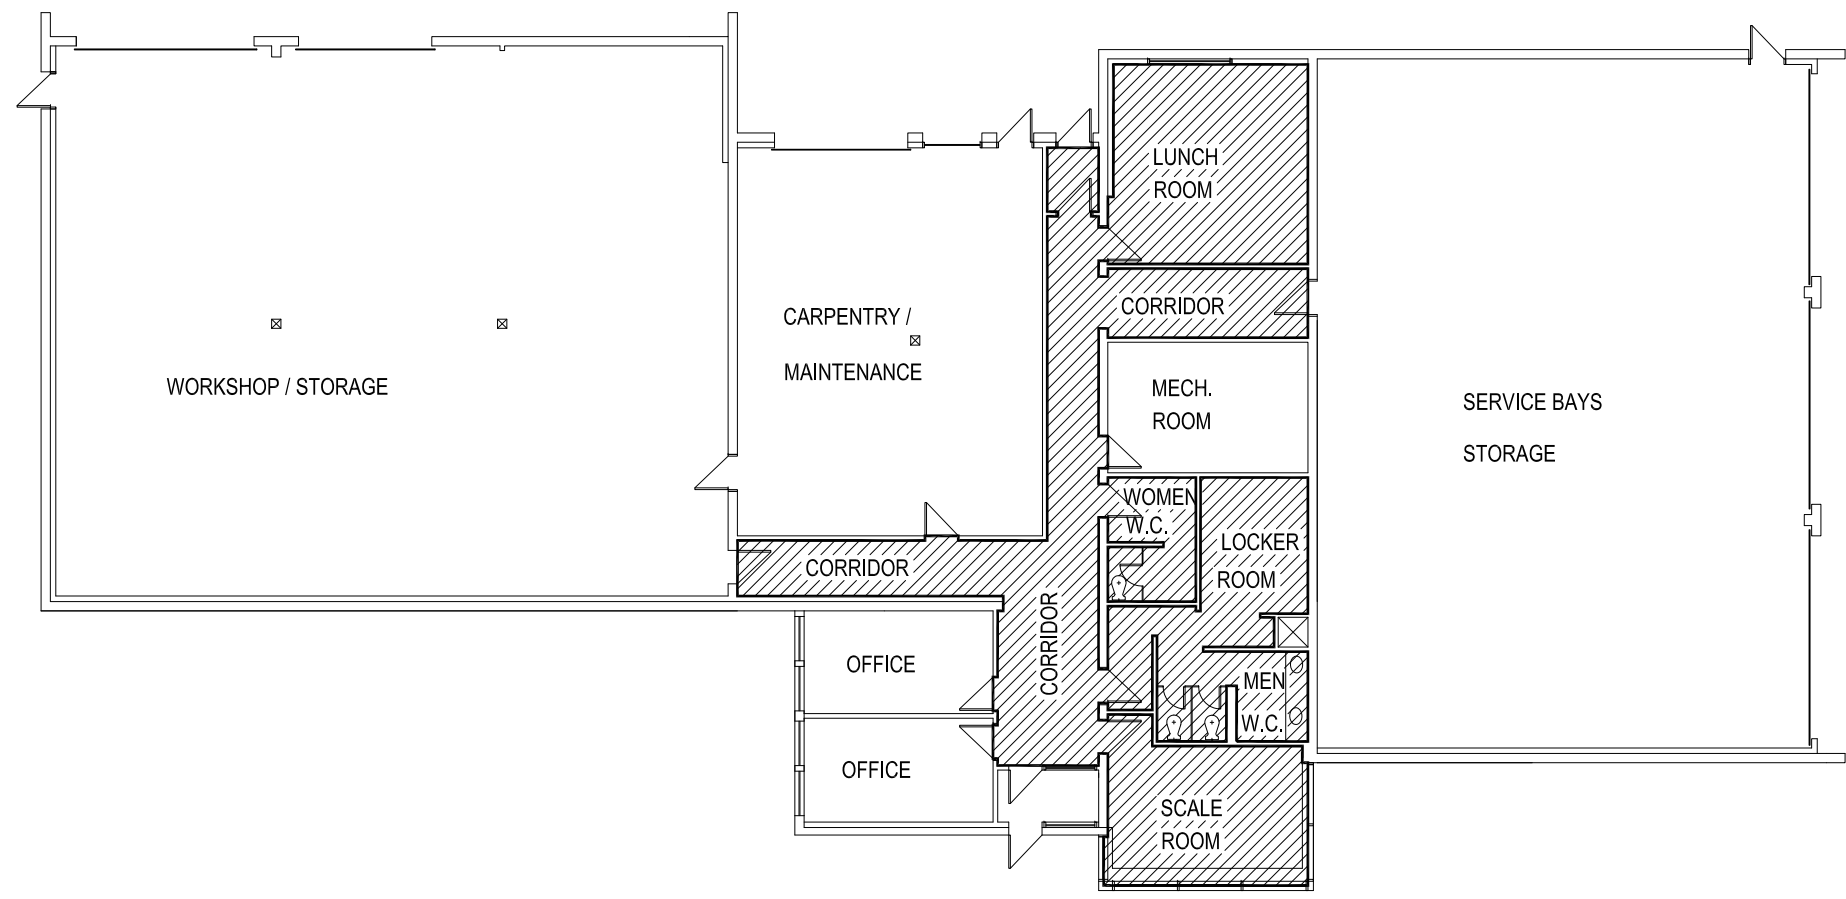 LUNCH
ROOM
CORRIDOR
CARPENTRY /
MAINTENANCE
WORKSHOP / STORAGE
MECH.
ROOM
SERVICE BAYS
STORAGE
WOMEN
W.C.
LOCKER
ROOM
CORRIDOR
CORRIDOR
OFFICE
MEN
W.C.
OFFICE
SCALE
ROOM